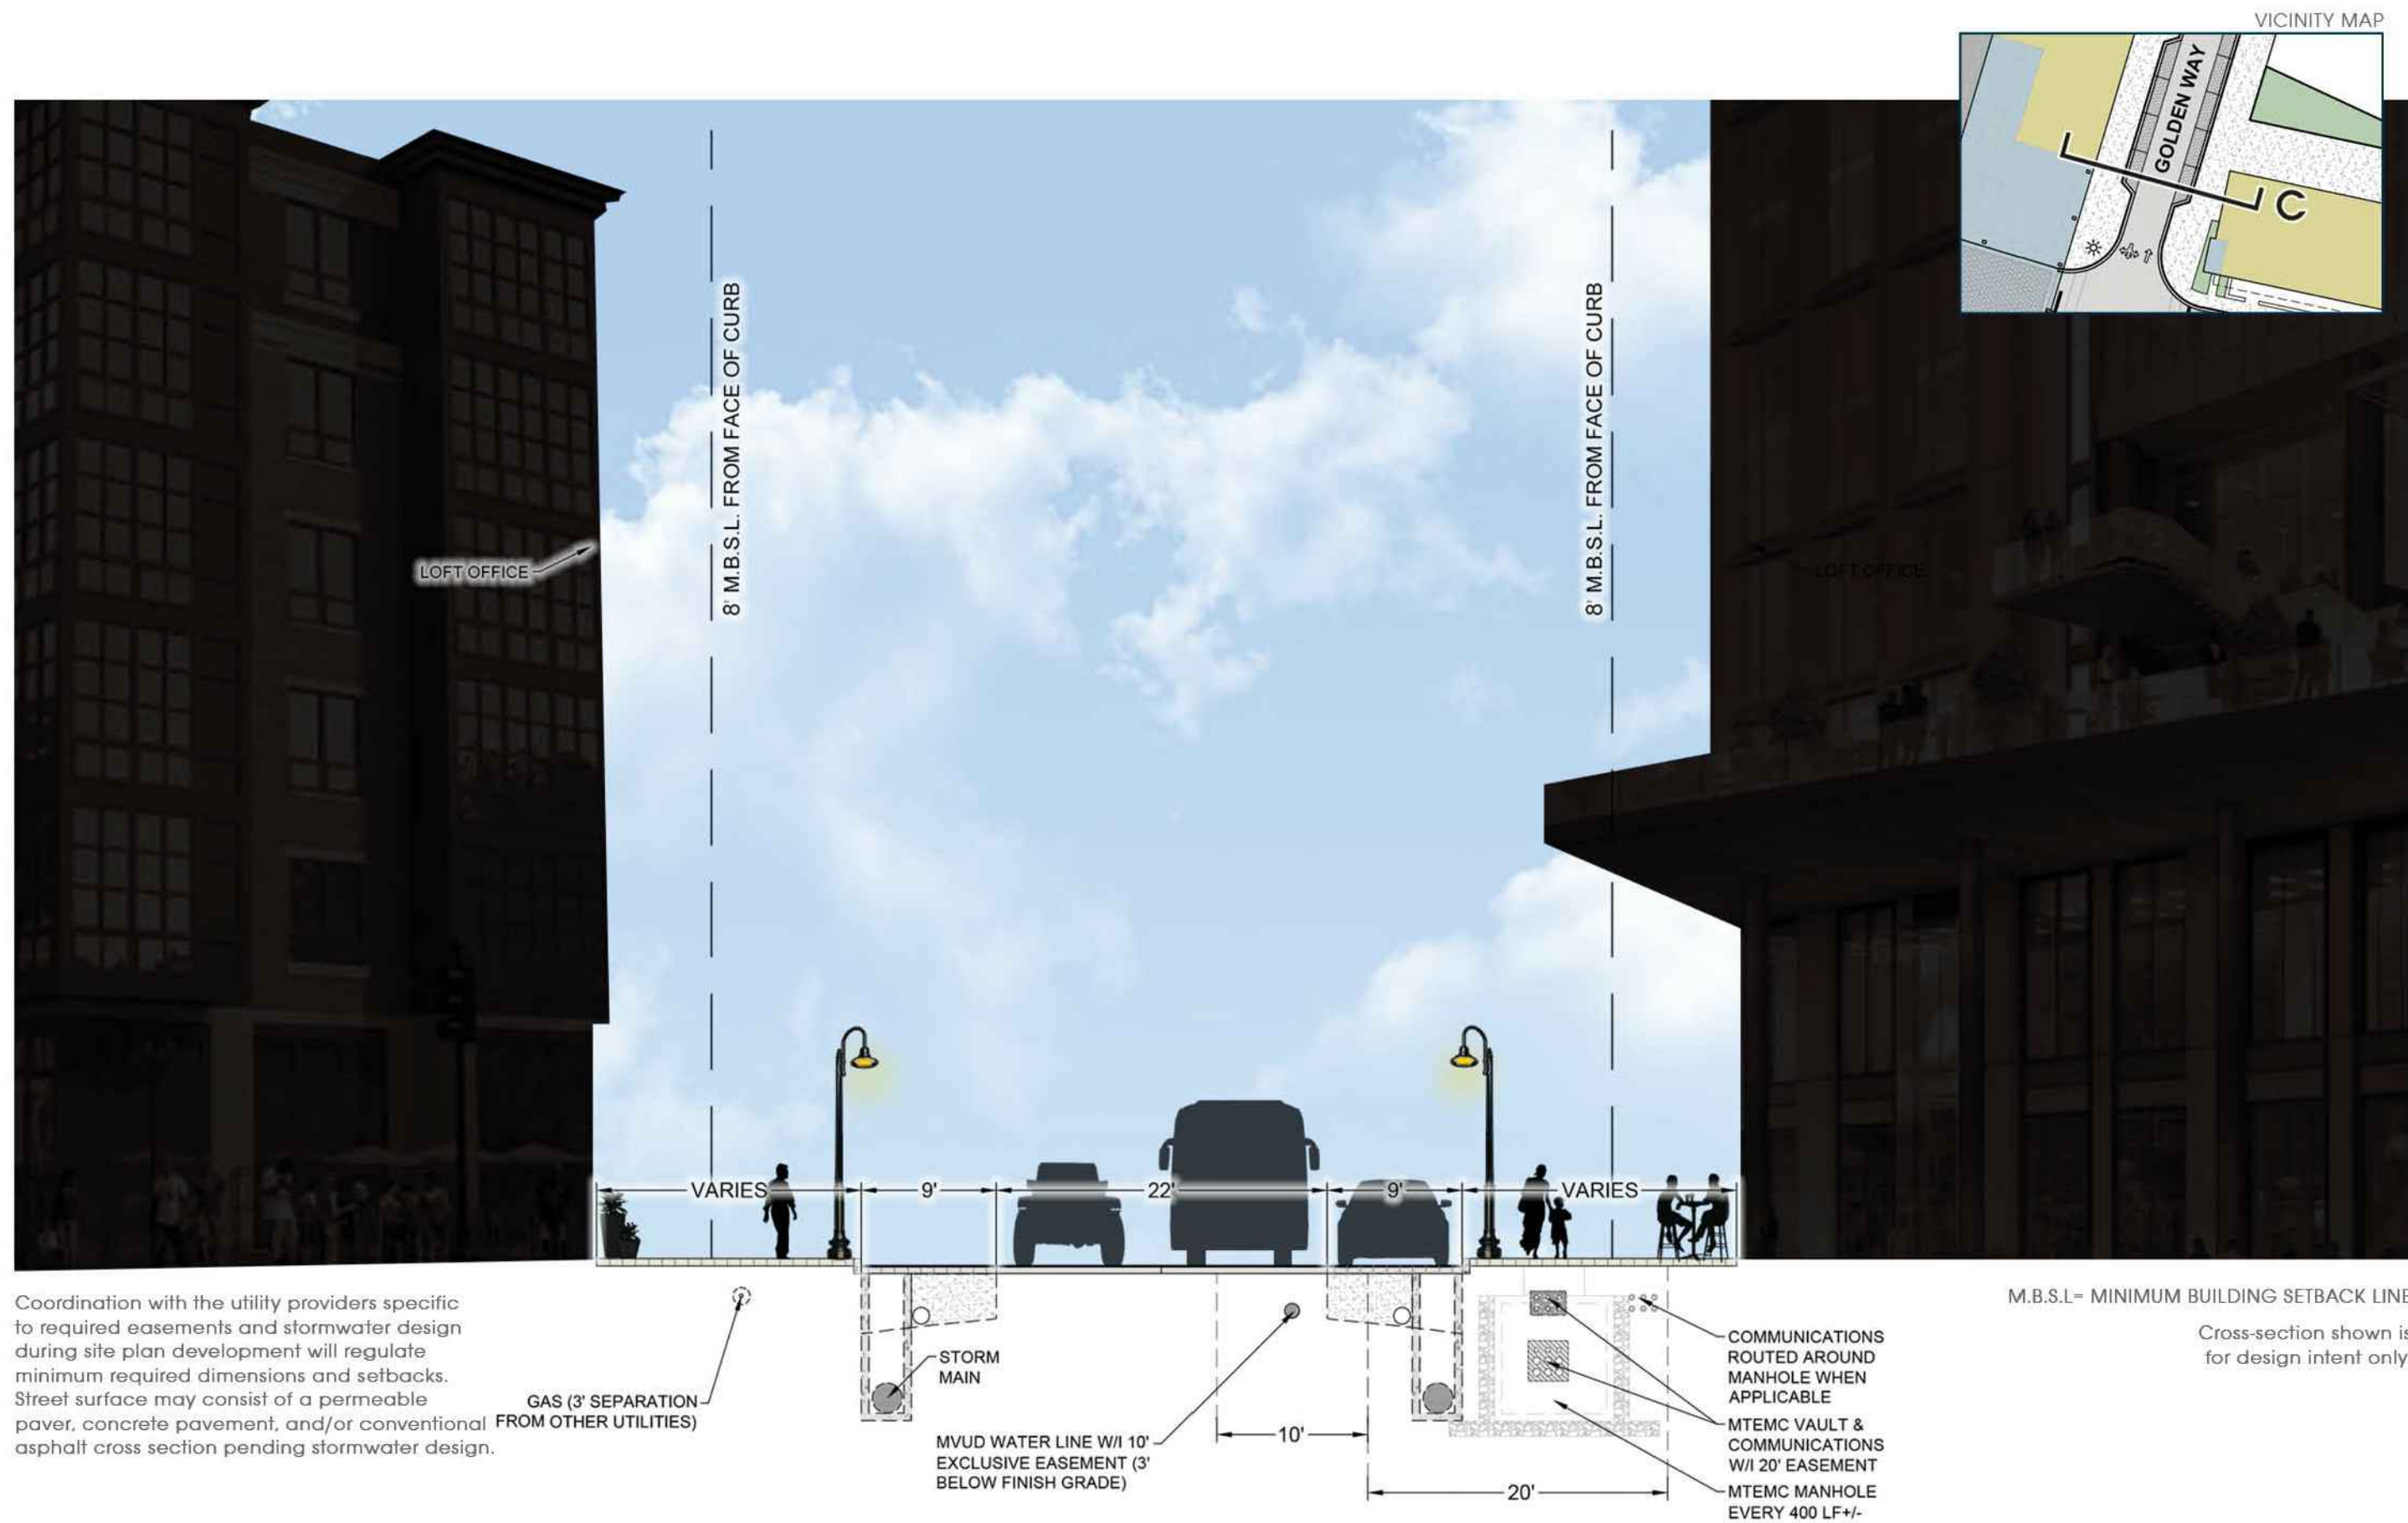 VICINITY MAP
GOLDEN WAY
C
8' M.B.S.L. FROM FACE OF CURB
8' M.B.S.L. FROM FACE OF CURB
LOFT OFFICE
LOFT OFFICE
VARIES
9'
22'
9'
VARIES
Coordination with the utility providers specific
to required easements and stormwater design
during site plan development will regulate
minimum required dimensions and setbacks.
Street surface may consist of a permeable
paver, concrete pavement, and/or conventional
asphalt cross section pending stormwater design.
GAS (3' SEPARATION
FROM OTHER UTILITIES)
STORM
MAIN
MVUD WATER LINE W/I 10'
EXCLUSIVE EASEMENT (3'
BELOW FINISH GRADE)
10'
20'
COMMUNICATIONS
ROUTED AROUND
MANHOLE WHEN
APPLICABLE
MTEMC VAULT &
COMMUNICATIONS
W/I 20' EASEMENT
MTEMC MANHOLE
EVERY 400 LF+/-
M.B.S.L= MINIMUM BUILDING SETBACK LINE
Cross-section shown is
for design intent only